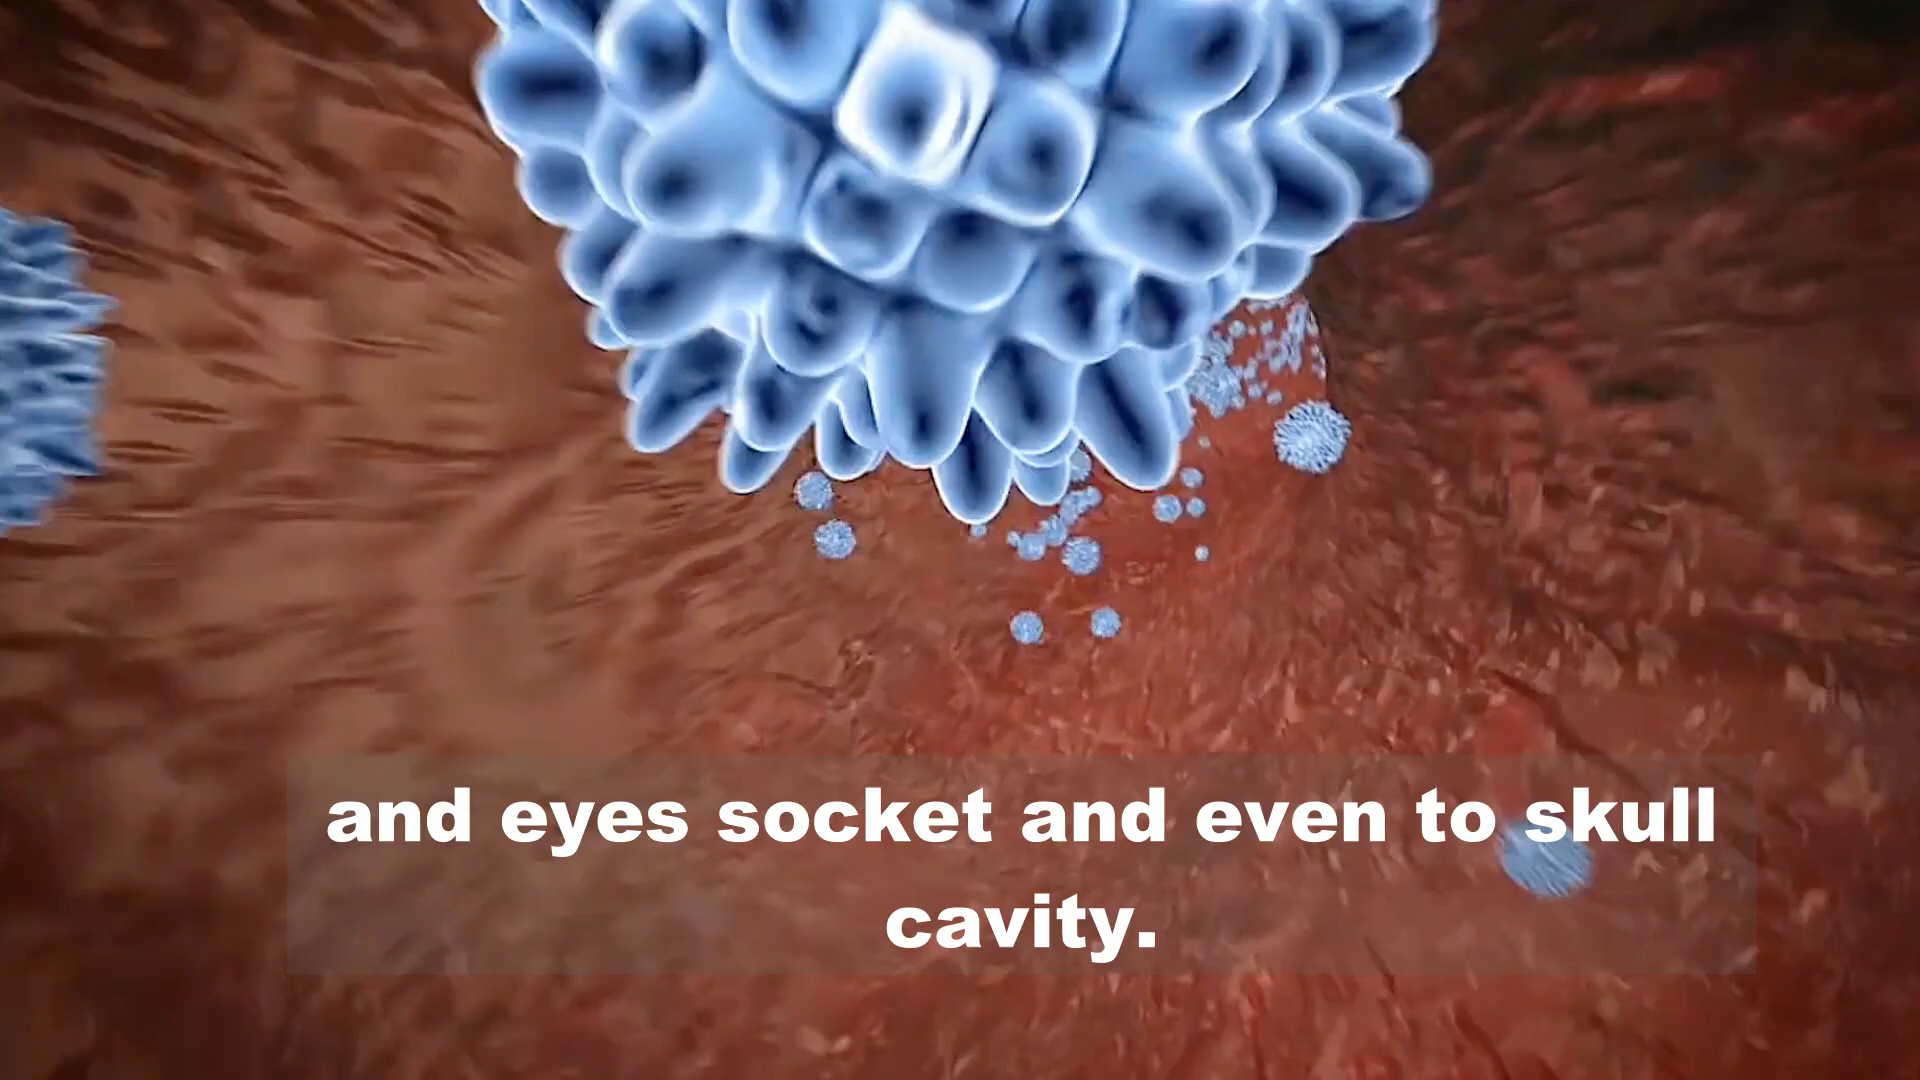 and eyes socket and even to skull
cavity.